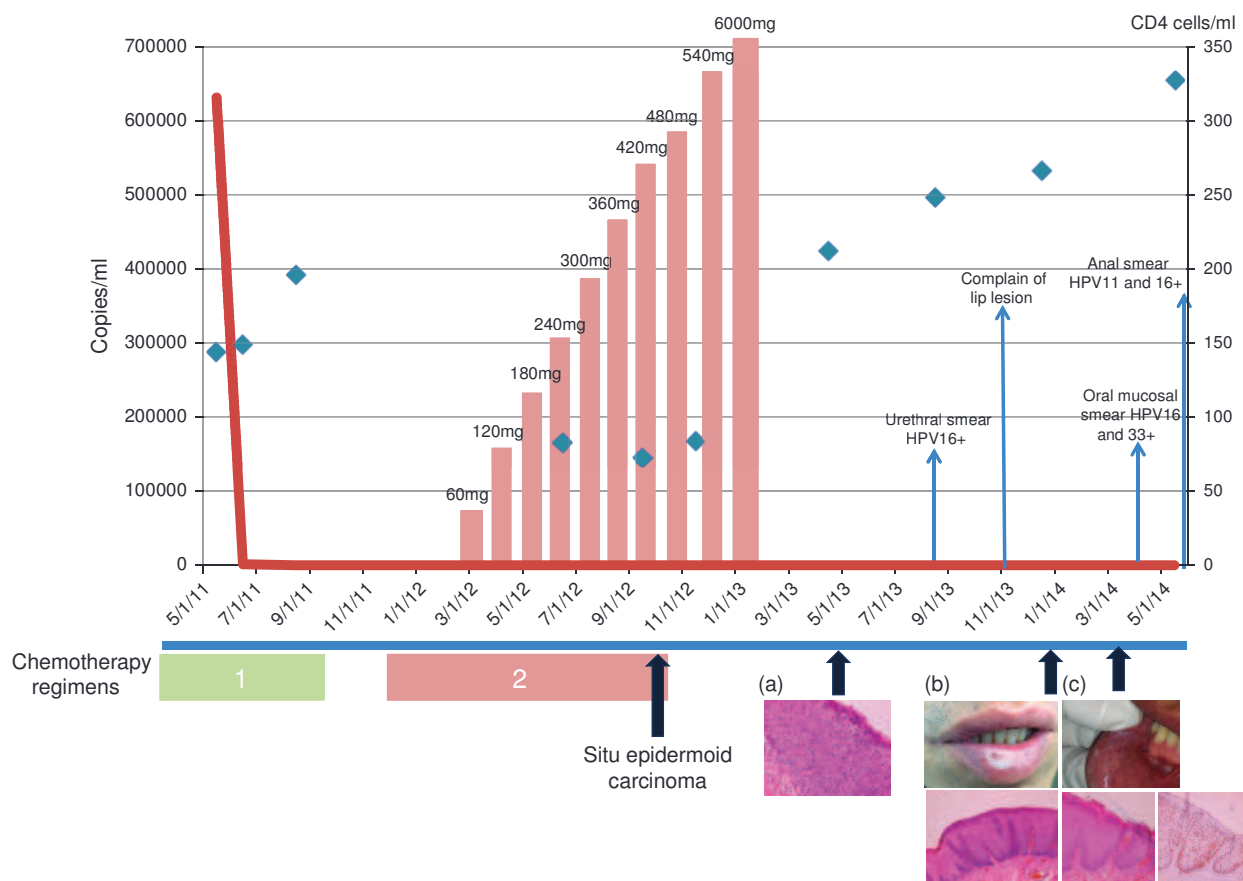 6000mg
CD4 cells/ml
700000
350
540mg
600000
300
480mg
420mg
500000
250
360mg
400000
200
300mg
Anal smear
HPV11 and 16+
Complain of
lip lesion
Copies/ml
240mg
300000
150
180mg
Oral mucosal
smear HPV16
and 33+
200000
100
120mg
Urethral smear
HPV16+
100000
50
60mg
0
0
5/1/11
7/1/11
9/1/11
11/1/11
1/1/12
3/1/12
5/1/12
7/1/12
9/1/12
11/1/12
1/1/13
3/1/13
5/1/13
7/1/13
9/1/13
11/1/13
1/1/14
3/1/14
5/1/14
Chemotherapy
regimens
1
2
(a)
(b)
(c)
Situ epidermoid
carcinoma